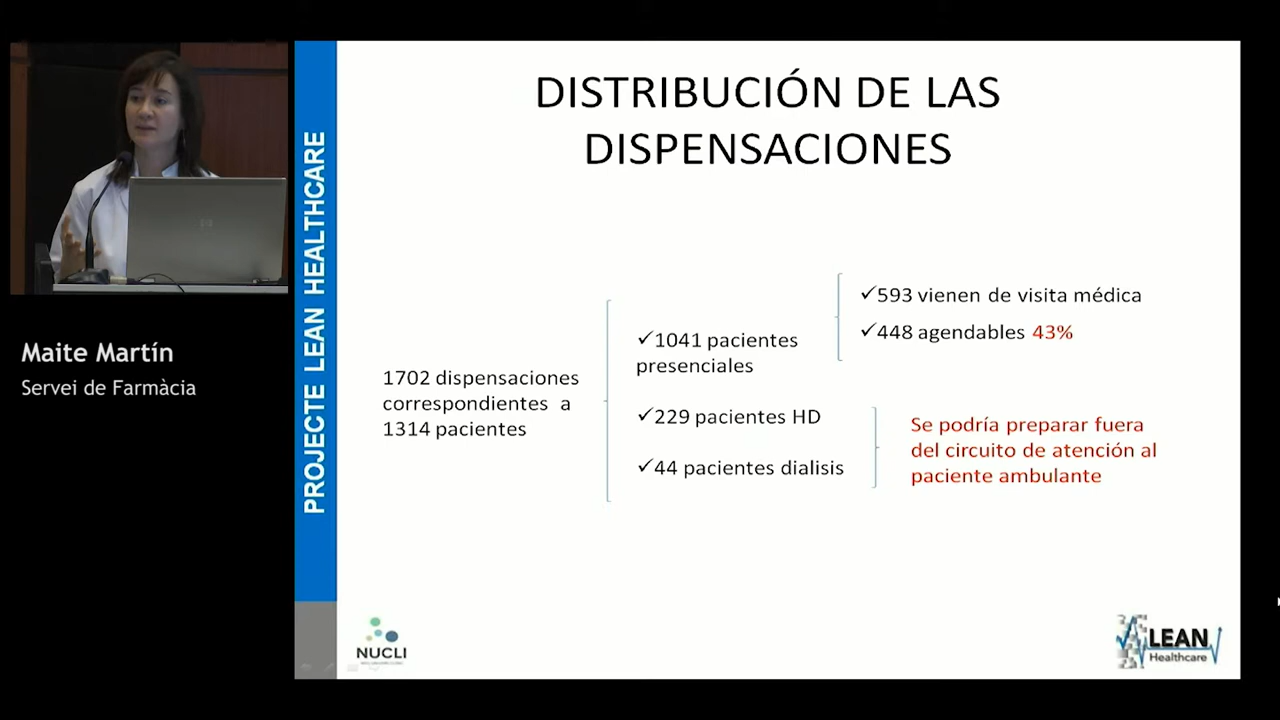 DISTRIBUCIÓN DE LAS
DISPENSACIONES
PROJECTE LEAN HEALTHCARE
Maite Martín
Servei de Farmàcia
1702 dispensaciones
correspondientes a
1314 pacientes
✓1041 pacientes
presenciales
✓229 pacientes HD
✓44 pacientes dialisis
✓593 vienen de visita médica
✓448 agendables 43%
Se podría preparar fuera
del circuito de atención al
paciente ambulante
NUCLI
LEAN
Healthcare